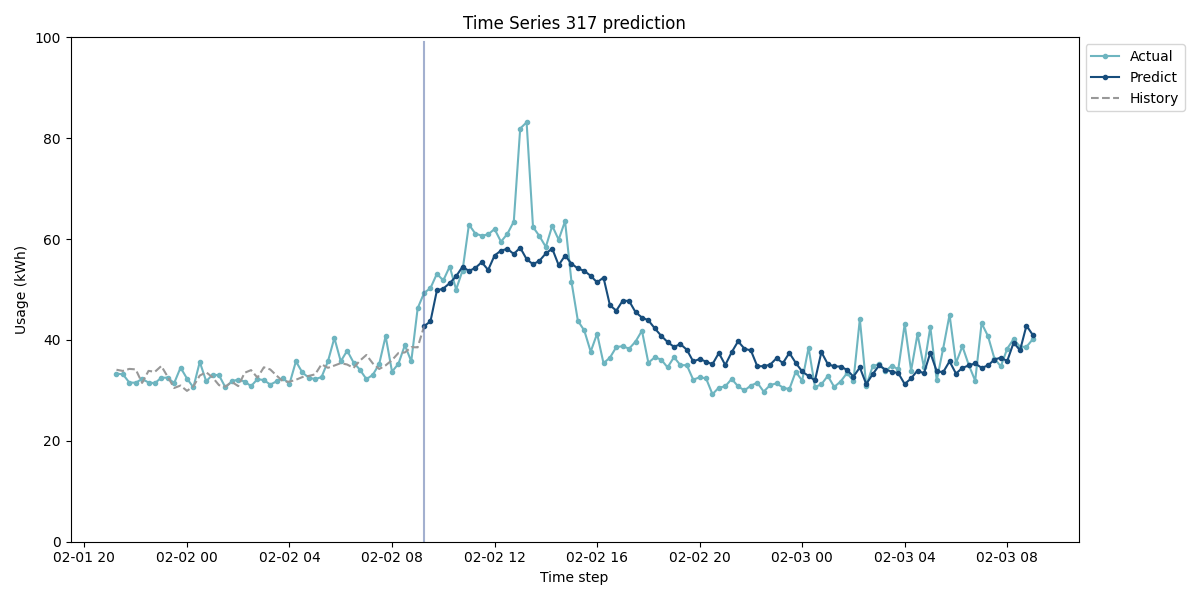 Time Series 317 prediction
100
80
60
40
20
0
Usage (kWh)
02-01 20
02-02 00
02-02 04
02-02 08
02-02 12
02-02 16
02-02 20
02-03 00
02-03 04
02-03 08
Time step
Actual
Predict
History